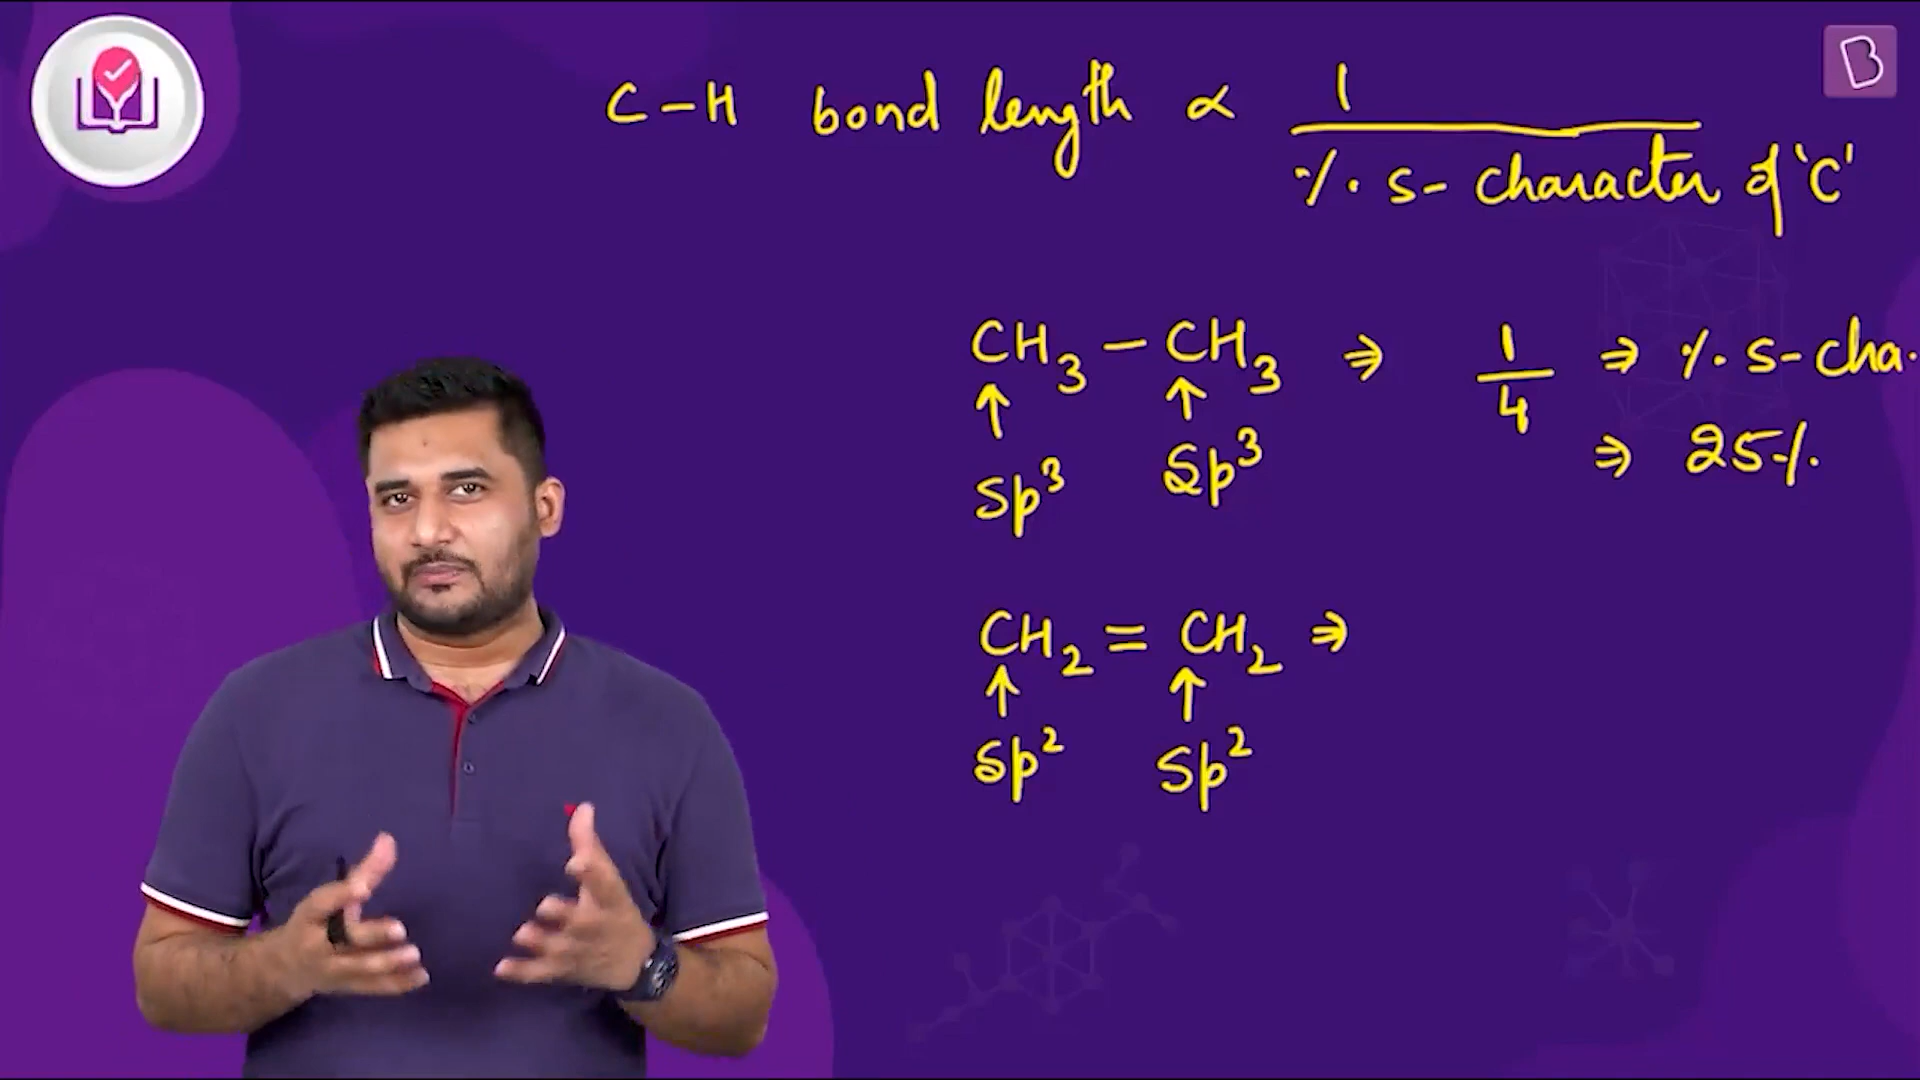 B
C-H bond length ∝ 1
% s-character of 'C'
CH₃ - CH₃ ⇒ 1/4 ⇒ % s-cha.
↑ ↑
⇒ 25%
Sp³ Sp³
CH₂ = CH₂ ⇒
↑ ↑
Sp² Sp²